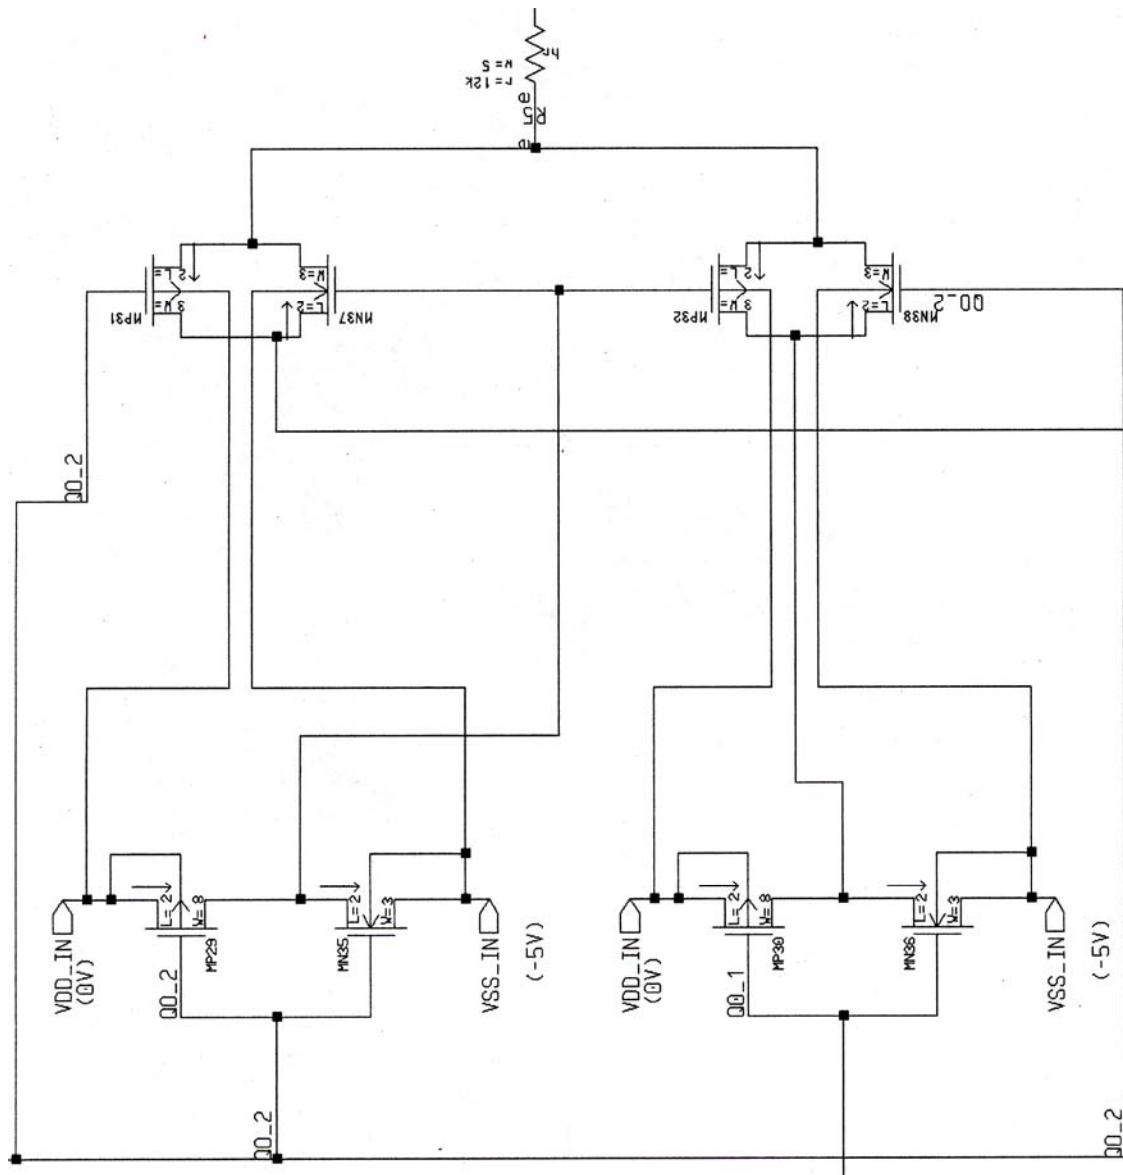 hr
w=5
r=12k
R5
e
L=2
W=3
MP31
W=3
L=2
MN37
L=2
W=3
MP32
W=3
L=2
MN38
QO_2
QO_2
L=2
W=8
MP29
L=2
W=3
MN35
L=2
W=8
MP30
L=2
W=3
MN36
VDD_IN
(0V)
QO_2
VSS_IN
(-5V)
VDD_IN
(0V)
QO_1
VSS_IN
(-5V)
QO_2
QO_2